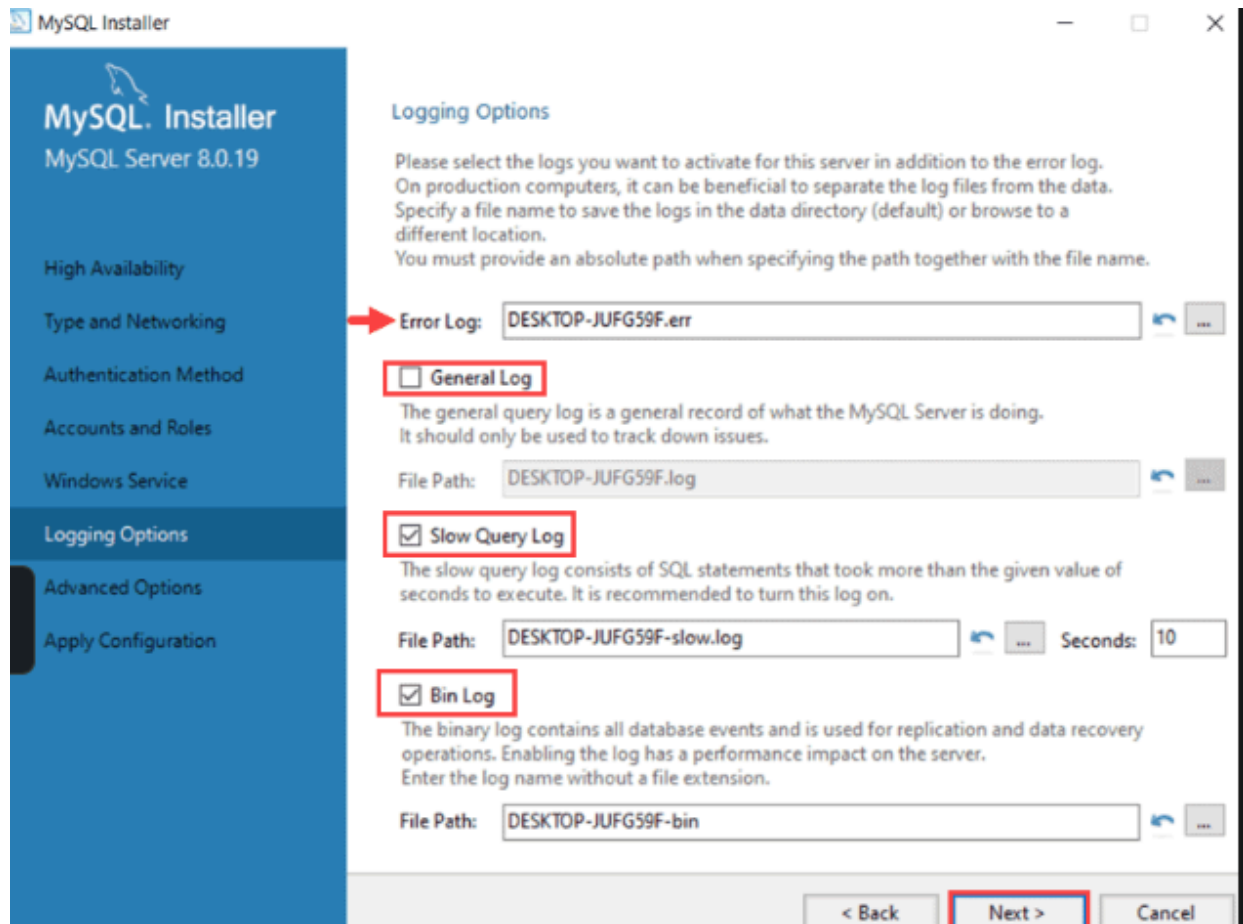 MySQL Installer
MySQL. Installer
MySQL Server 8.0.19
High Availability
Type and Networking
Authentication Method
Accounts and Roles
Windows Service
Logging Options
Advanced Options
Apply Configuration
Logging Options
Please select the logs you want to activate for this server in addition to the error log.
On production computers, it can be beneficial to separate the log files from the data.
Specify a file name to save the logs in the data directory (default) or browse to a
different location.
You must provide an absolute path when specifying the path together with the file name.
Error Log: DESKTOP-JUFG59F.err ...
General Log
The general query log is a general record of what the MySQL Server is doing.
It should only be used to track down issues.
File Path: DESKTOP-JUFG59F.log ...
Slow Query Log
The slow query log consists of SQL statements that took more than the given value of
seconds to execute. It is recommended to turn this log on.
File Path: DESKTOP-JUFG59F-slow.log ... Seconds: 10
Bin Log
The binary log contains all database events and is used for replication and data recovery
operations. Enabling the log has a performance impact on the server.
Enter the log name without a file extension.
File Path: DESKTOP-JUFG59F-bin ...
< Back Next > Cancel